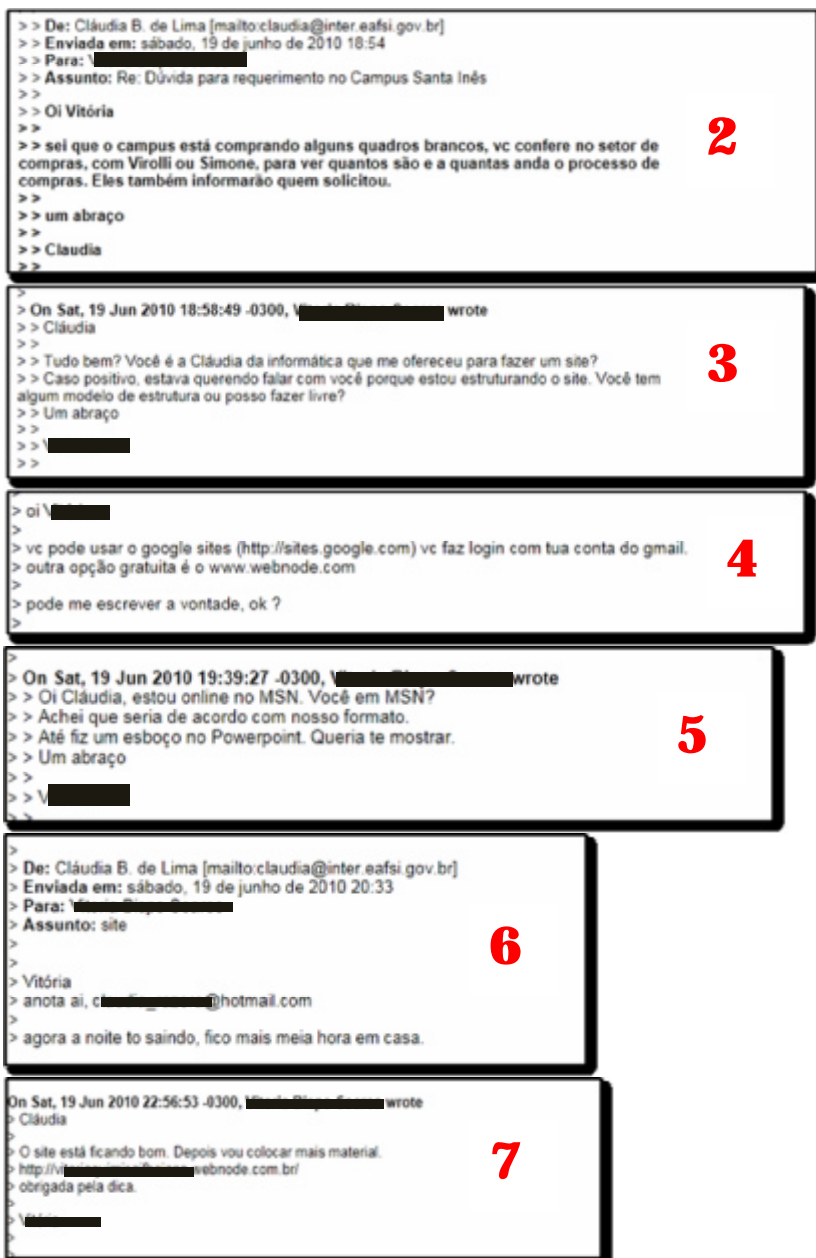 > > De: Cláudia B. de Lima [mailto:claudia@inter.eafsi.gov.br]
> > Enviada em: sábado, 19 de junho de 2010 18:54
> > Para:
> > Assunto: Re: Dúvida para requerimento no Campus Santa Inês
> >
> > Oi Vitória
> >
> > sei que o campus está comprando alguns quadros brancos, vc confere no setor de
compras, com Virolli ou Simone, para ver quantos são e a quantas anda o processo de
compras. Eles também informarão quem solicitou.
> >
> > um abraço
> >
> > Claudia
> >
2
>
> On Sat, 19 Jun 2010 18:58:49 -0300, wrote
> > Cláudia
> >
> > Tudo bem? Você é a Cláudia da informática que me ofereceu para fazer um site?
> > Caso positivo, estava querendo falar com você porque estou estruturando o site. Você tem
algum modelo de estrutura ou posso fazer livre?
> > Um abraço
> >
> >
> >
3
>
> oi
>
> vc pode usar o google sites (http://sites.google.com) vc faz login com tua conta do gmail.
> outra opção gratuita é o www.webnode.com
>
> pode me escrever a vontade, ok ?
>
4
>
> On Sat, 19 Jun 2010 19:39:27 -0300, wrote
> > Oi Cláudia, estou online no MSN. Você em MSN?
> > Achei que seria de acordo com nosso formato.
> > Até fiz um esboço no Powerpoint. Queria te mostrar.
> > Um abraço
> >
> > V
> >
5
>
> De: Cláudia B. de Lima [mailto:claudia@inter.eafsi.gov.br]
> Enviada em: sábado, 19 de junho de 2010 20:33
> Para:
> Assunto: site
>
>
> Vitória
> anota ai, c @hotmail.com
>
> agora a noite to saindo, fico mais meia hora em casa.
6
On Sat, 19 Jun 2010 22:56:53 -0300, wrote
> Cláudia
>
> O site está ficando bom. Depois vou colocar mais material.
> http:// webnode.com.br/
> obrigada pela dica.
>
>
>
7